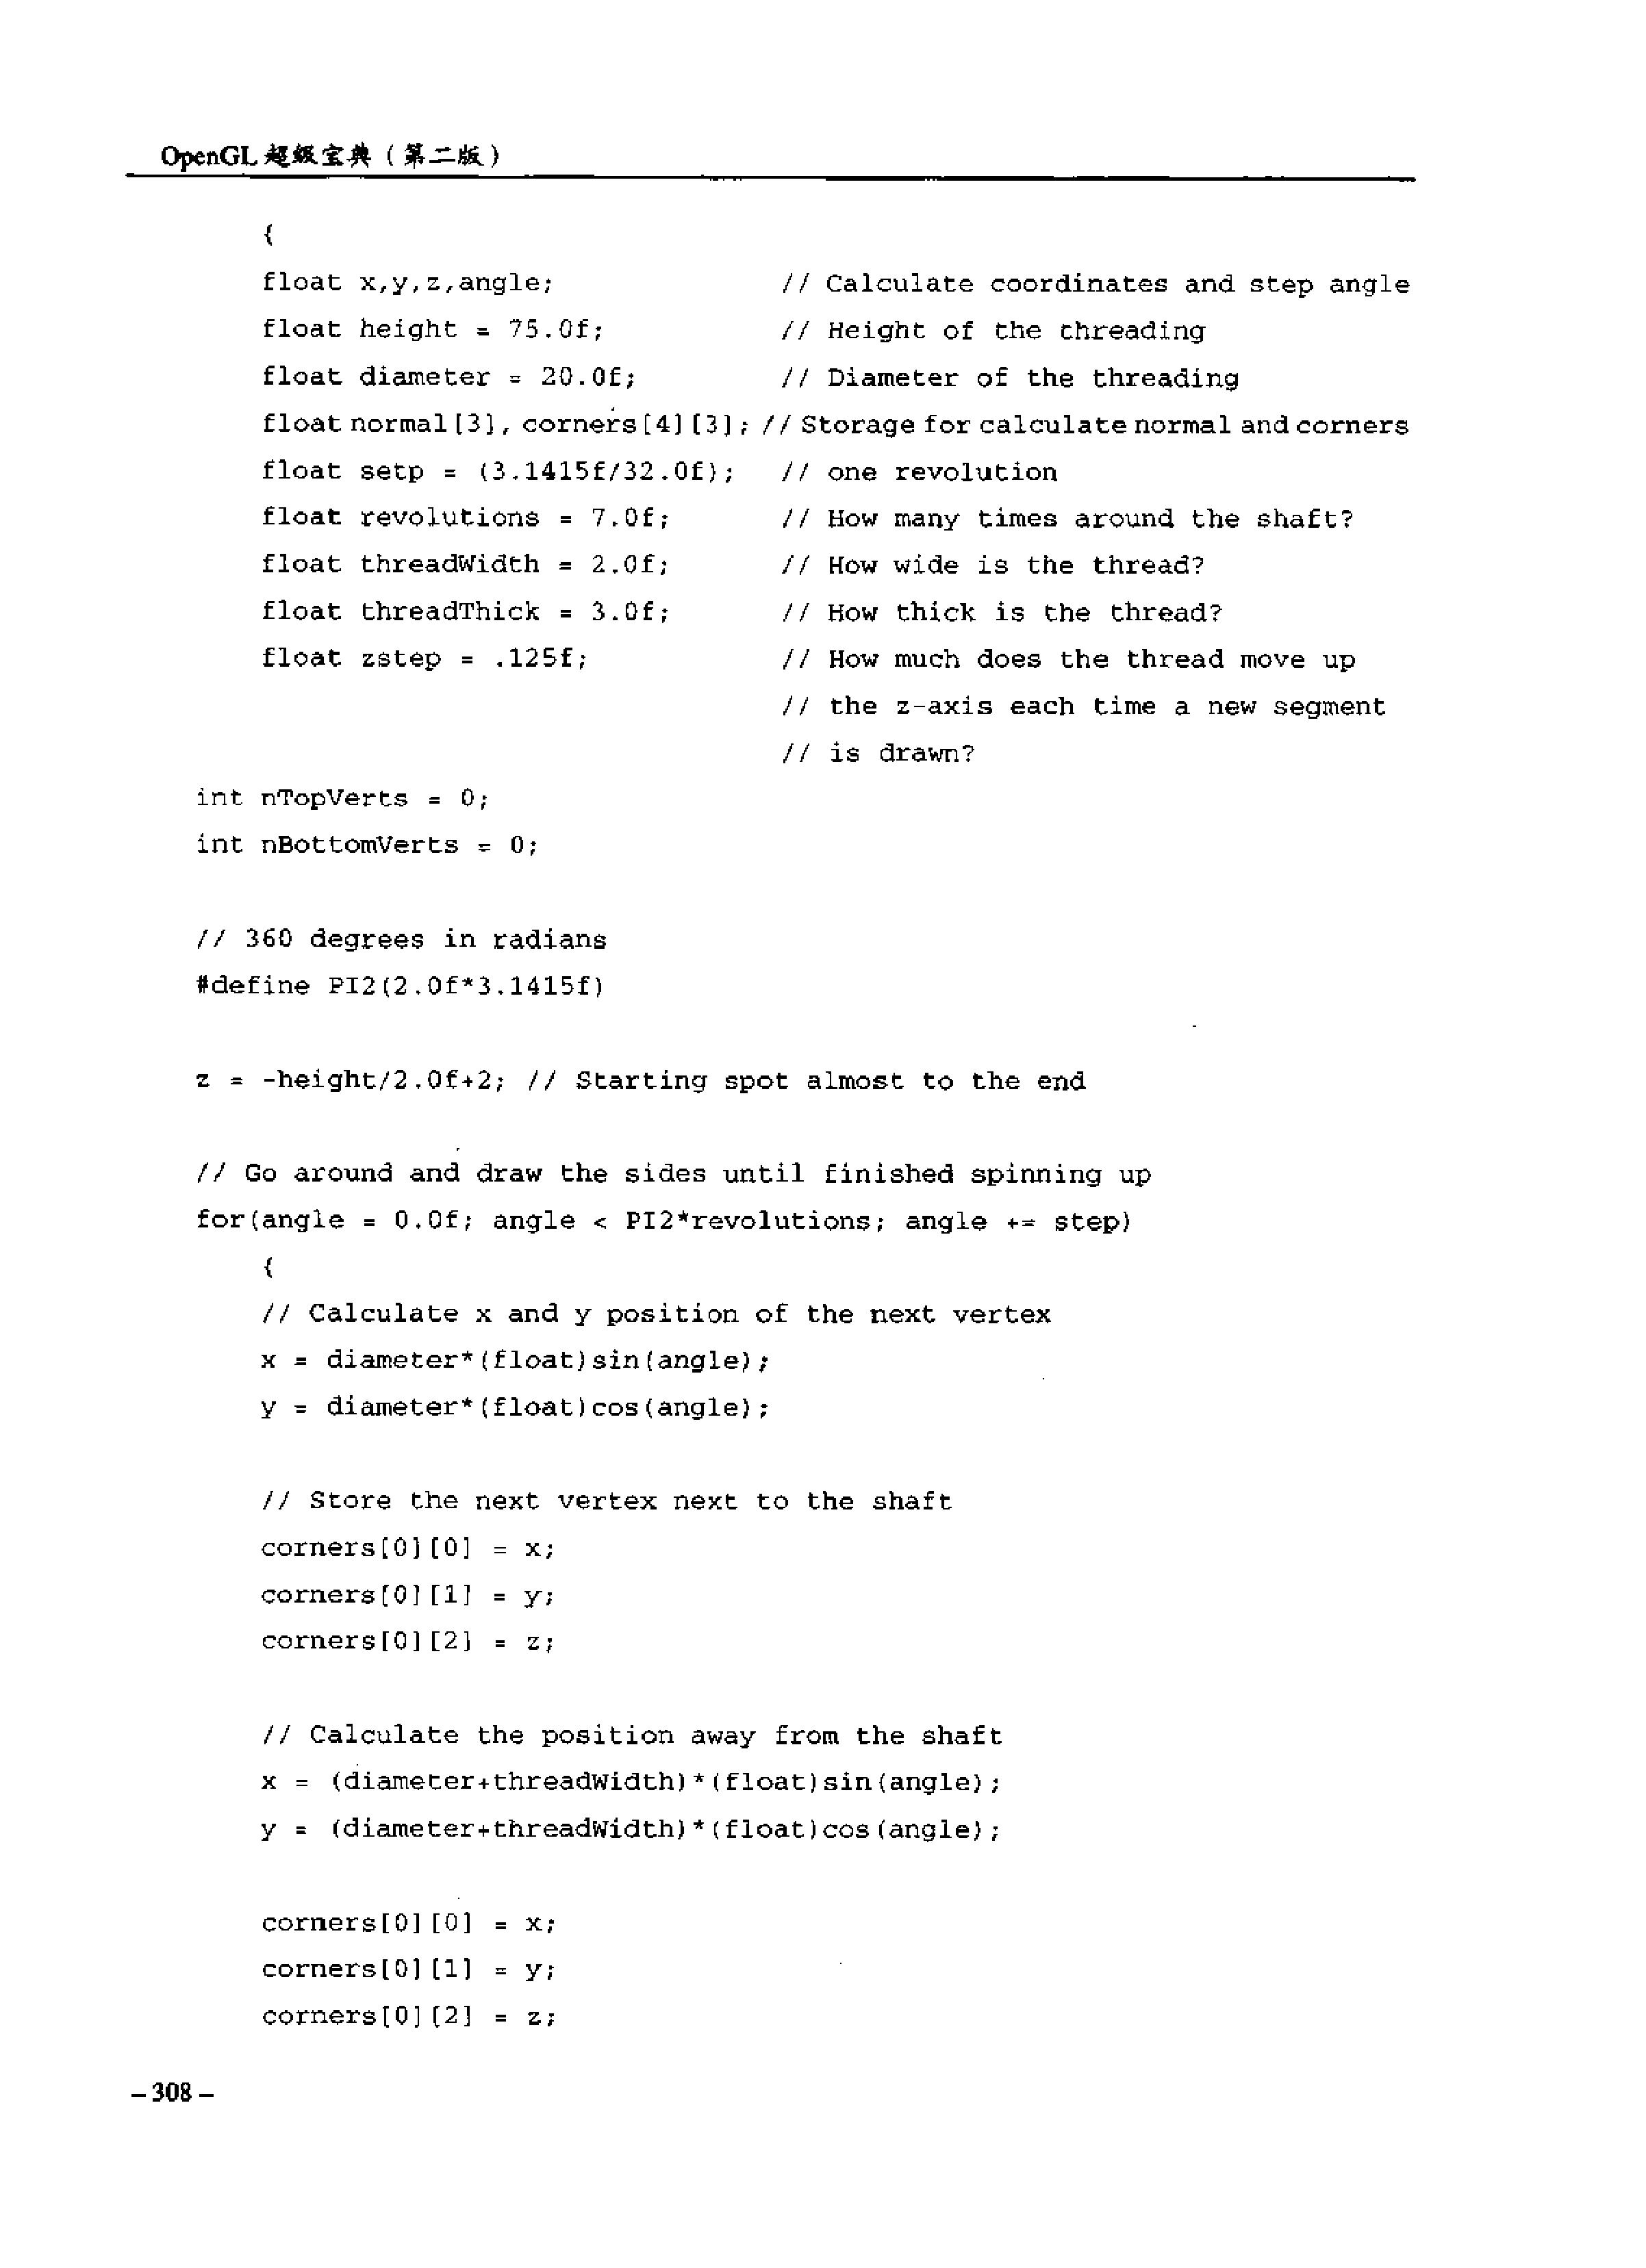 OpenGL 超级宝典（第二版）
{
float x,y,z,angle; // Calculate coordinates and step angle
float height = 75.0f; // Height of the threading
float diameter = 20.0f; // Diameter of the threading
float normal[3], corners[4][3]; // Storage for calculate normal and corners
float setp = (3.1415f/32.0f); // one revolution
float revolutions = 7.0f; // How many times around the shaft?
float threadWidth = 2.0f; // How wide is the thread?
float threadThick = 3.0f; // How thick is the thread?
float zstep = .125f; // How much does the thread move up
// the z-axis each time a new segment
// is drawn?
int nTopVerts = 0;
int nBottomVerts = 0;
// 360 degrees in radians
#define PI2(2.0f*3.1415f)
z = -height/2.0f+2; // Starting spot almost to the end
// Go around and draw the sides until finished spinning up
for(angle = 0.0f; angle < PI2*revolutions; angle += step)
{
// Calculate x and y position of the next vertex
x = diameter*(float)sin(angle);
y = diameter*(float)cos(angle);
// Store the next vertex next to the shaft
corners[0][0] = x;
corners[0][1] = y;
corners[0][2] = z;
// Calculate the position away from the shaft
x = (diameter+threadWidth)*(float)sin(angle);
y = (diameter+threadWidth)*(float)cos(angle);
corners[0][0] = x;
corners[0][1] = y;
corners[0][2] = z;
– 308 –